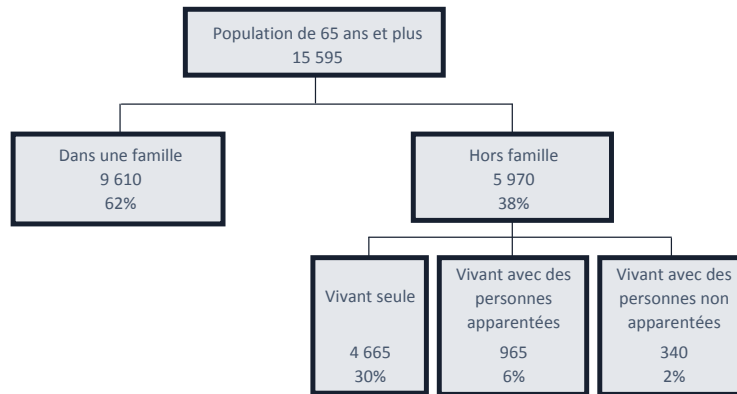 Population de 65 ans et plus
15 595
Dans une famille
9 610
62%
Hors famille
5 970
38%
Vivant seule
4 665
30%
Vivant avec des
personnes
apparentées
965
6%
Vivant avec des
personnes non
apparentées
340
2%